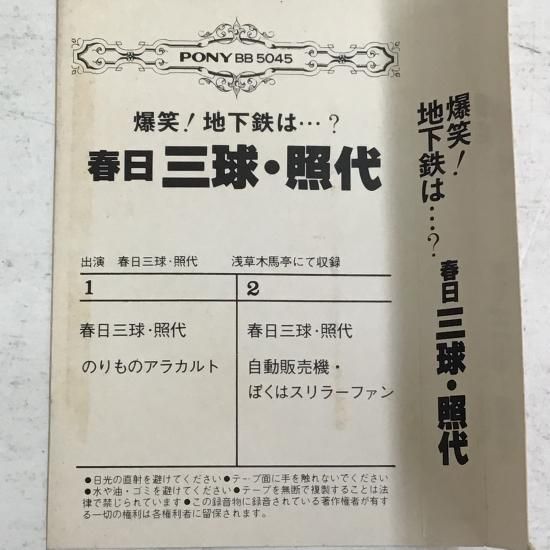 PONY BB 5045
爆笑！地下鉄は…？
春日三球・照代
出演 春日三球・照代 浅草木馬亭にて収録
1
春日三球・照代
のりものアラカルト
2
春日三球・照代
自動販売機・
ぼくはスリラーファン
●日光の直射を避けてください●テープ面に手を触れないでください
●水や油・ゴミを避けてください●テープを無断で複製することは法
律で禁じられています●この録音物に録音されている著作権者が有す
る一切の権利は各権利者に留保されます。
爆笑！
地下鉄は…？
春日三球・照代